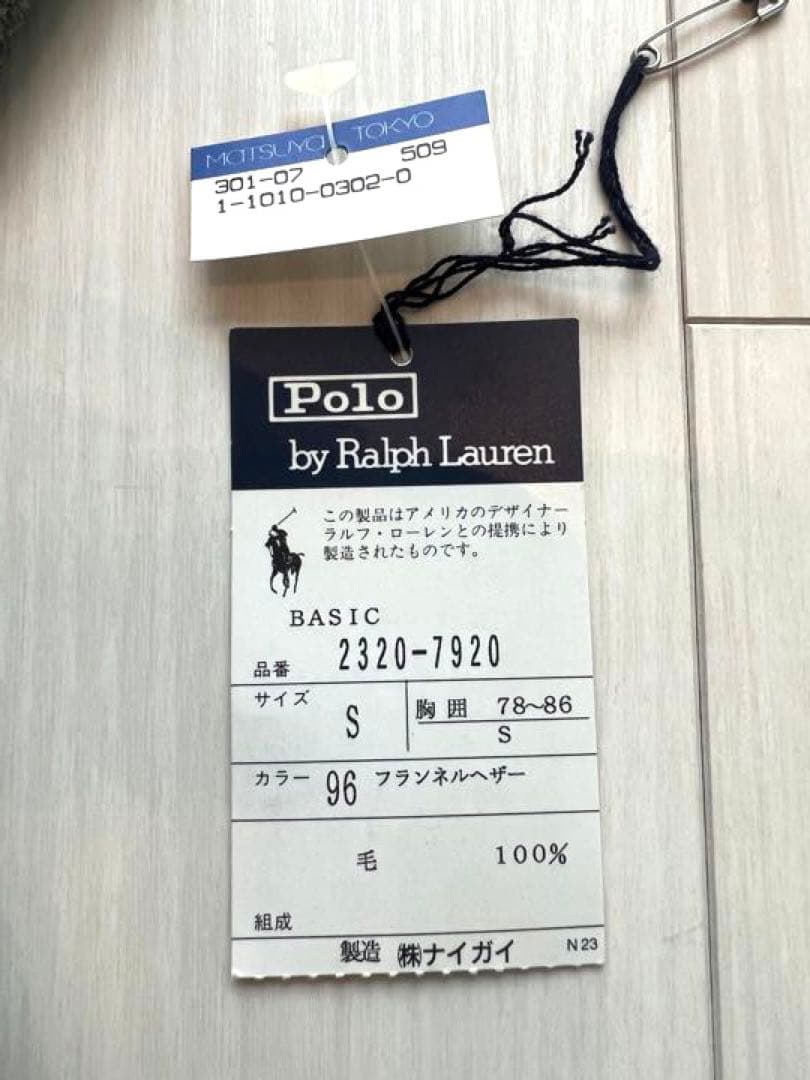 MATSUYA TOKYO
301-07 509
1-1010-0302-0
Polo
by Ralph Lauren
この製品はアメリカのデザイナー
ラルフ・ローレンとの提携により
製造されたものです。
BASIC
品番 2320-7920
サイズ S 胸囲 78~86
S
カラー 96 フランネルヘザー
毛 100%
組成
製造 ㈱ナイガイ N23